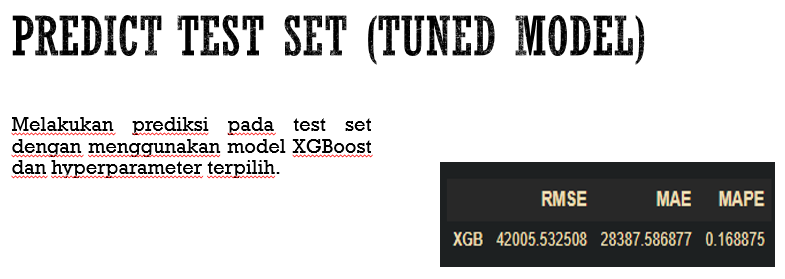 PREDICT TEST SET (TUNED MODEL)
Melakukan prediksi pada test set
dengan menggunakan model XGBoost
dan hyperparameter terpilih.
RMSE MAE MAPE
XGB 42005.532508 28387.586877 0.168875